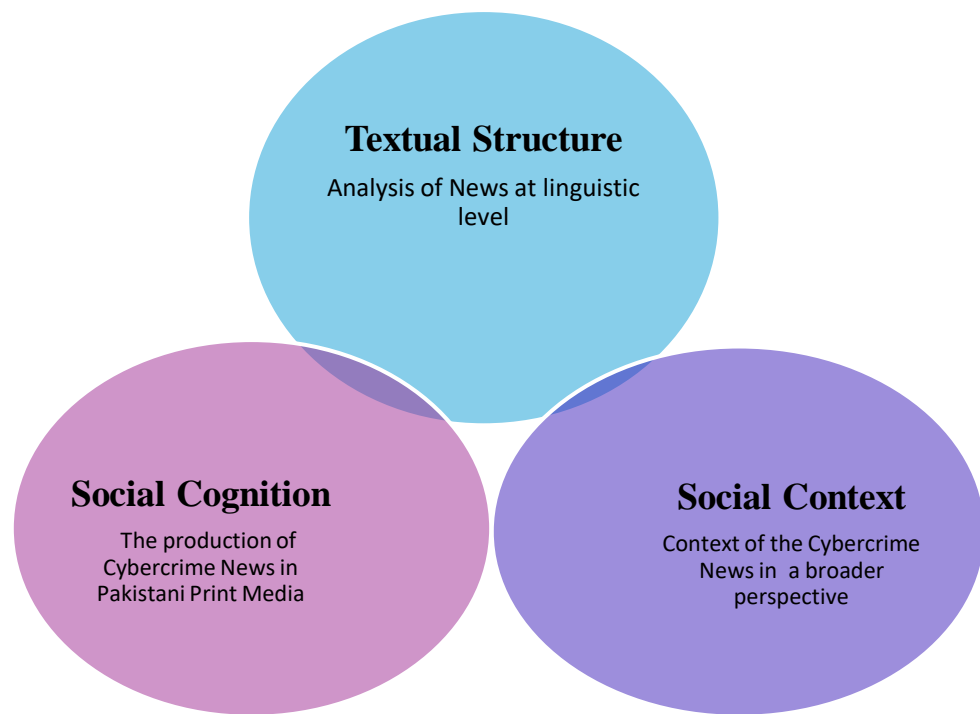 Textual Structure
Analysis of News at linguistic
level
Social Cognition
The production of
Cybercrime News in
Pakistani Print Media
Social Context
Context of the Cybercrime
News in a broader
perspective